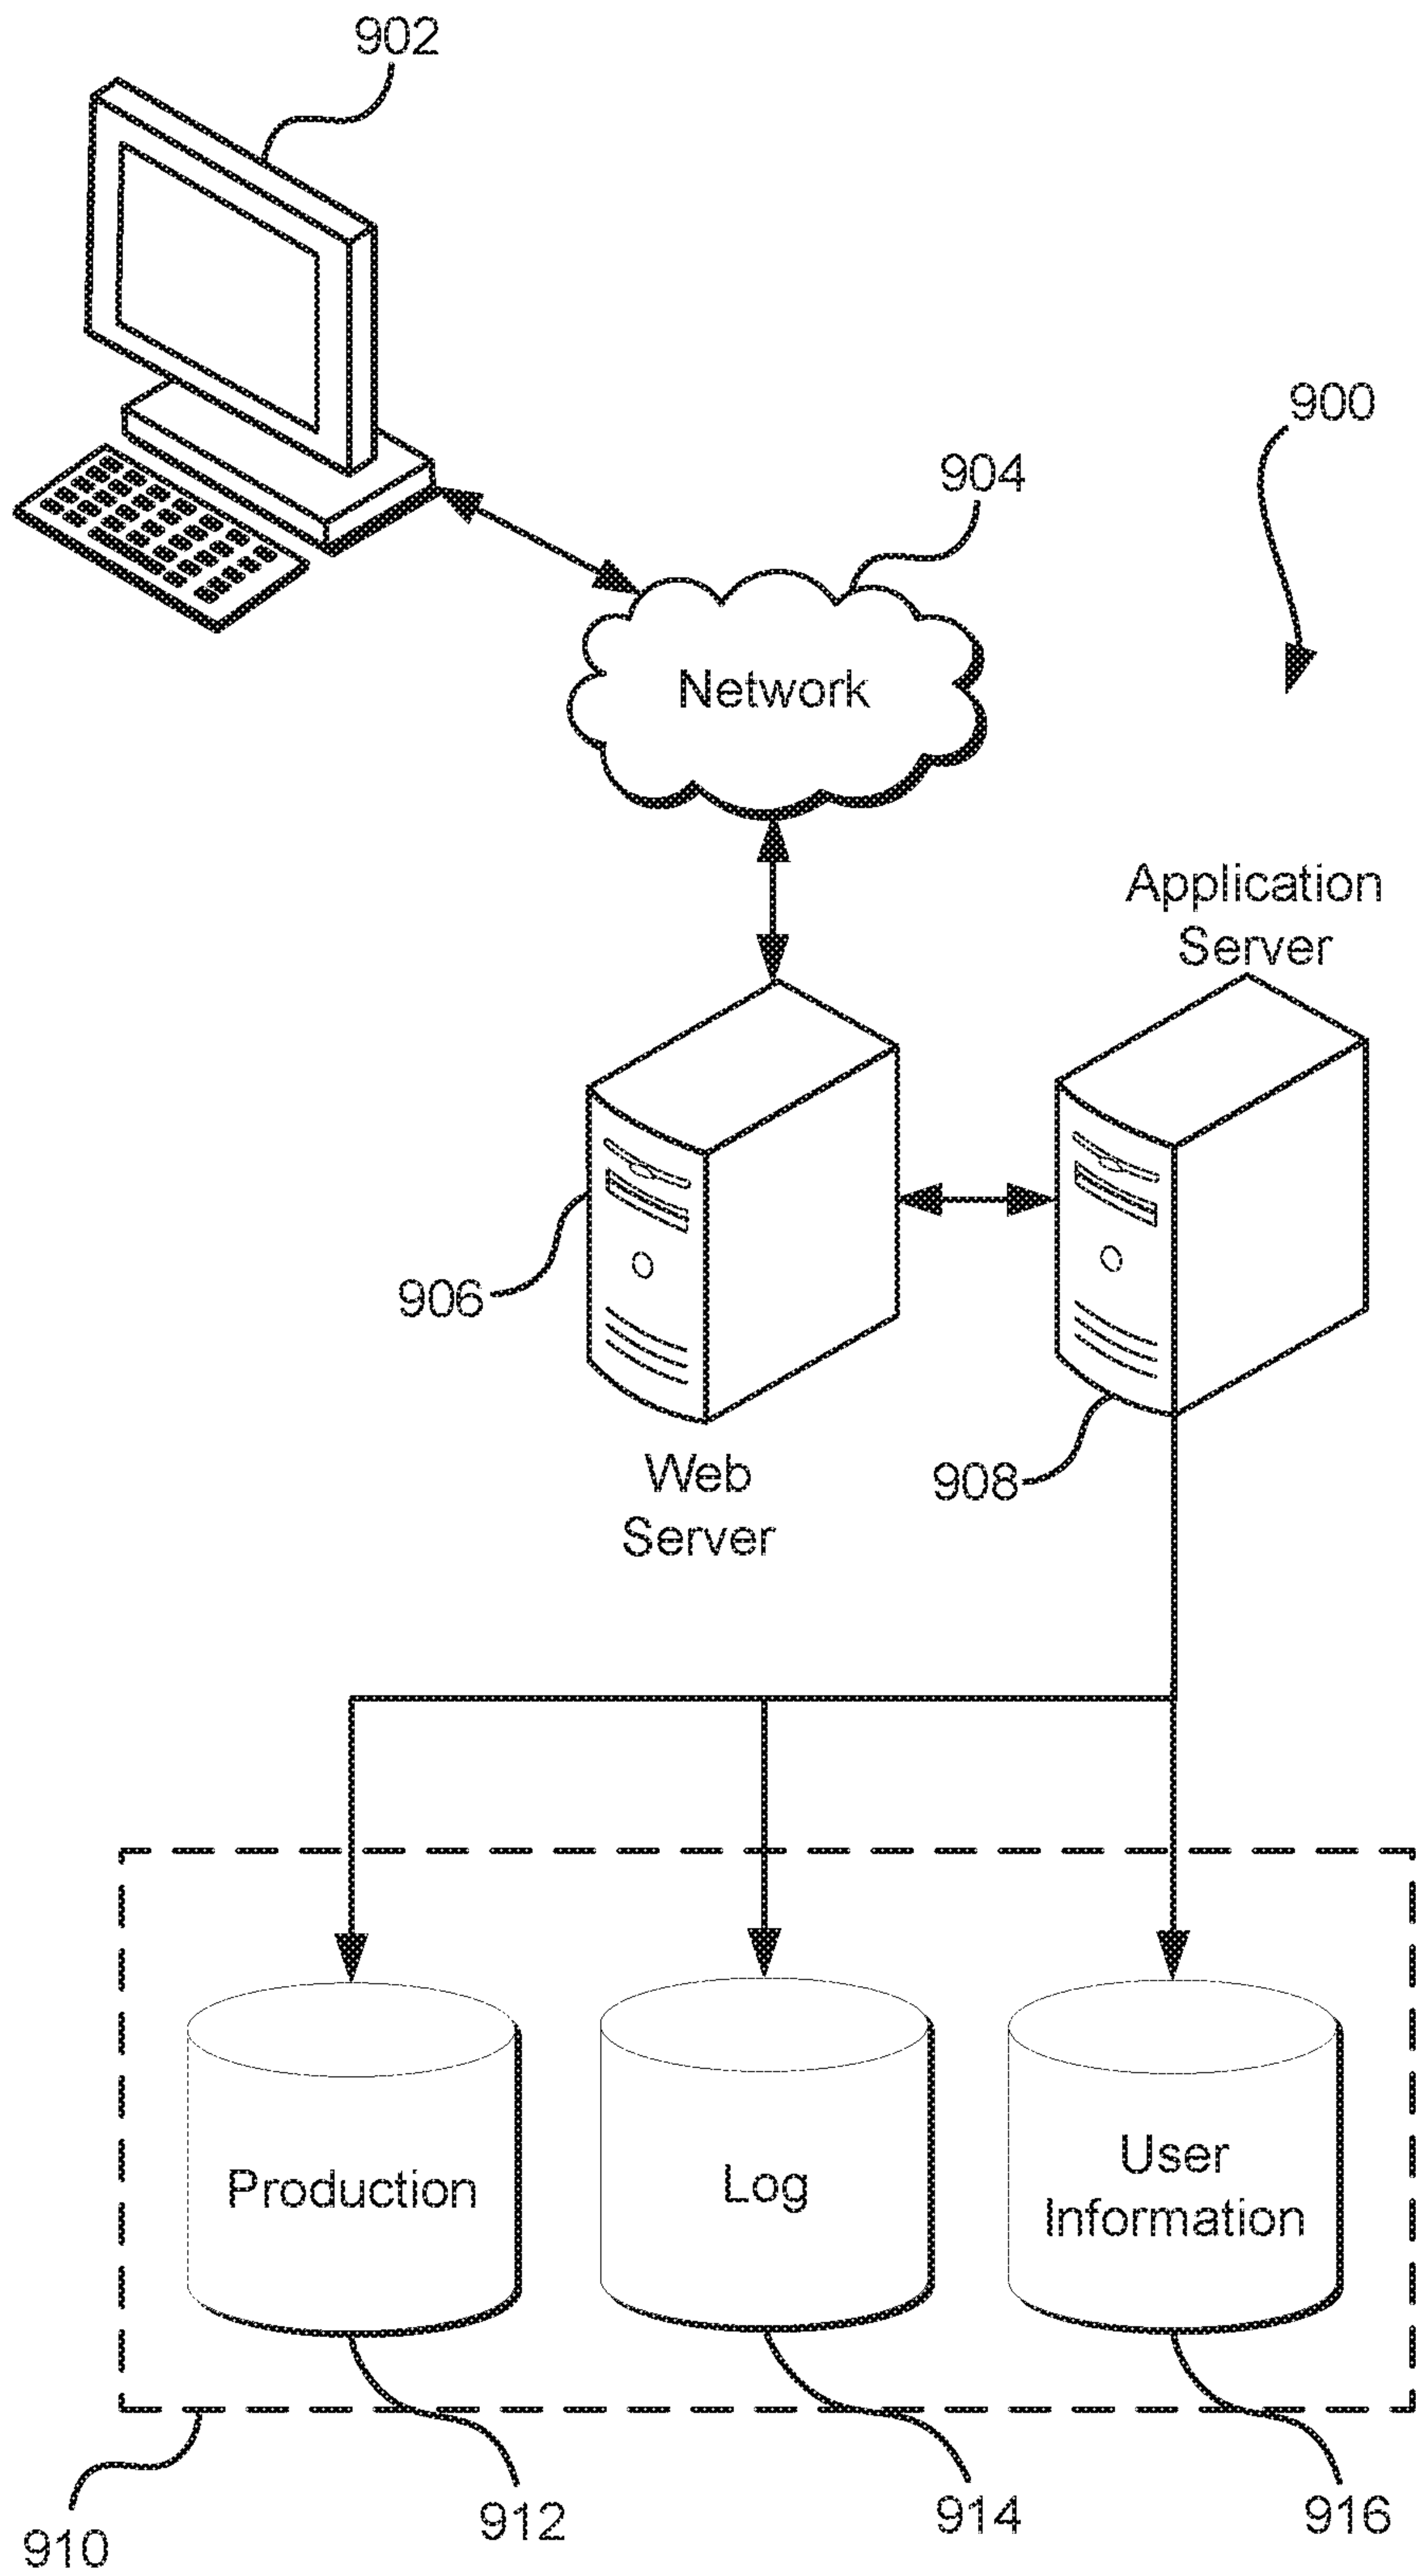 902
900
904
Network
Application
Server
906
908
Web
Server
Production
Log
User
Information
910
912
914
916